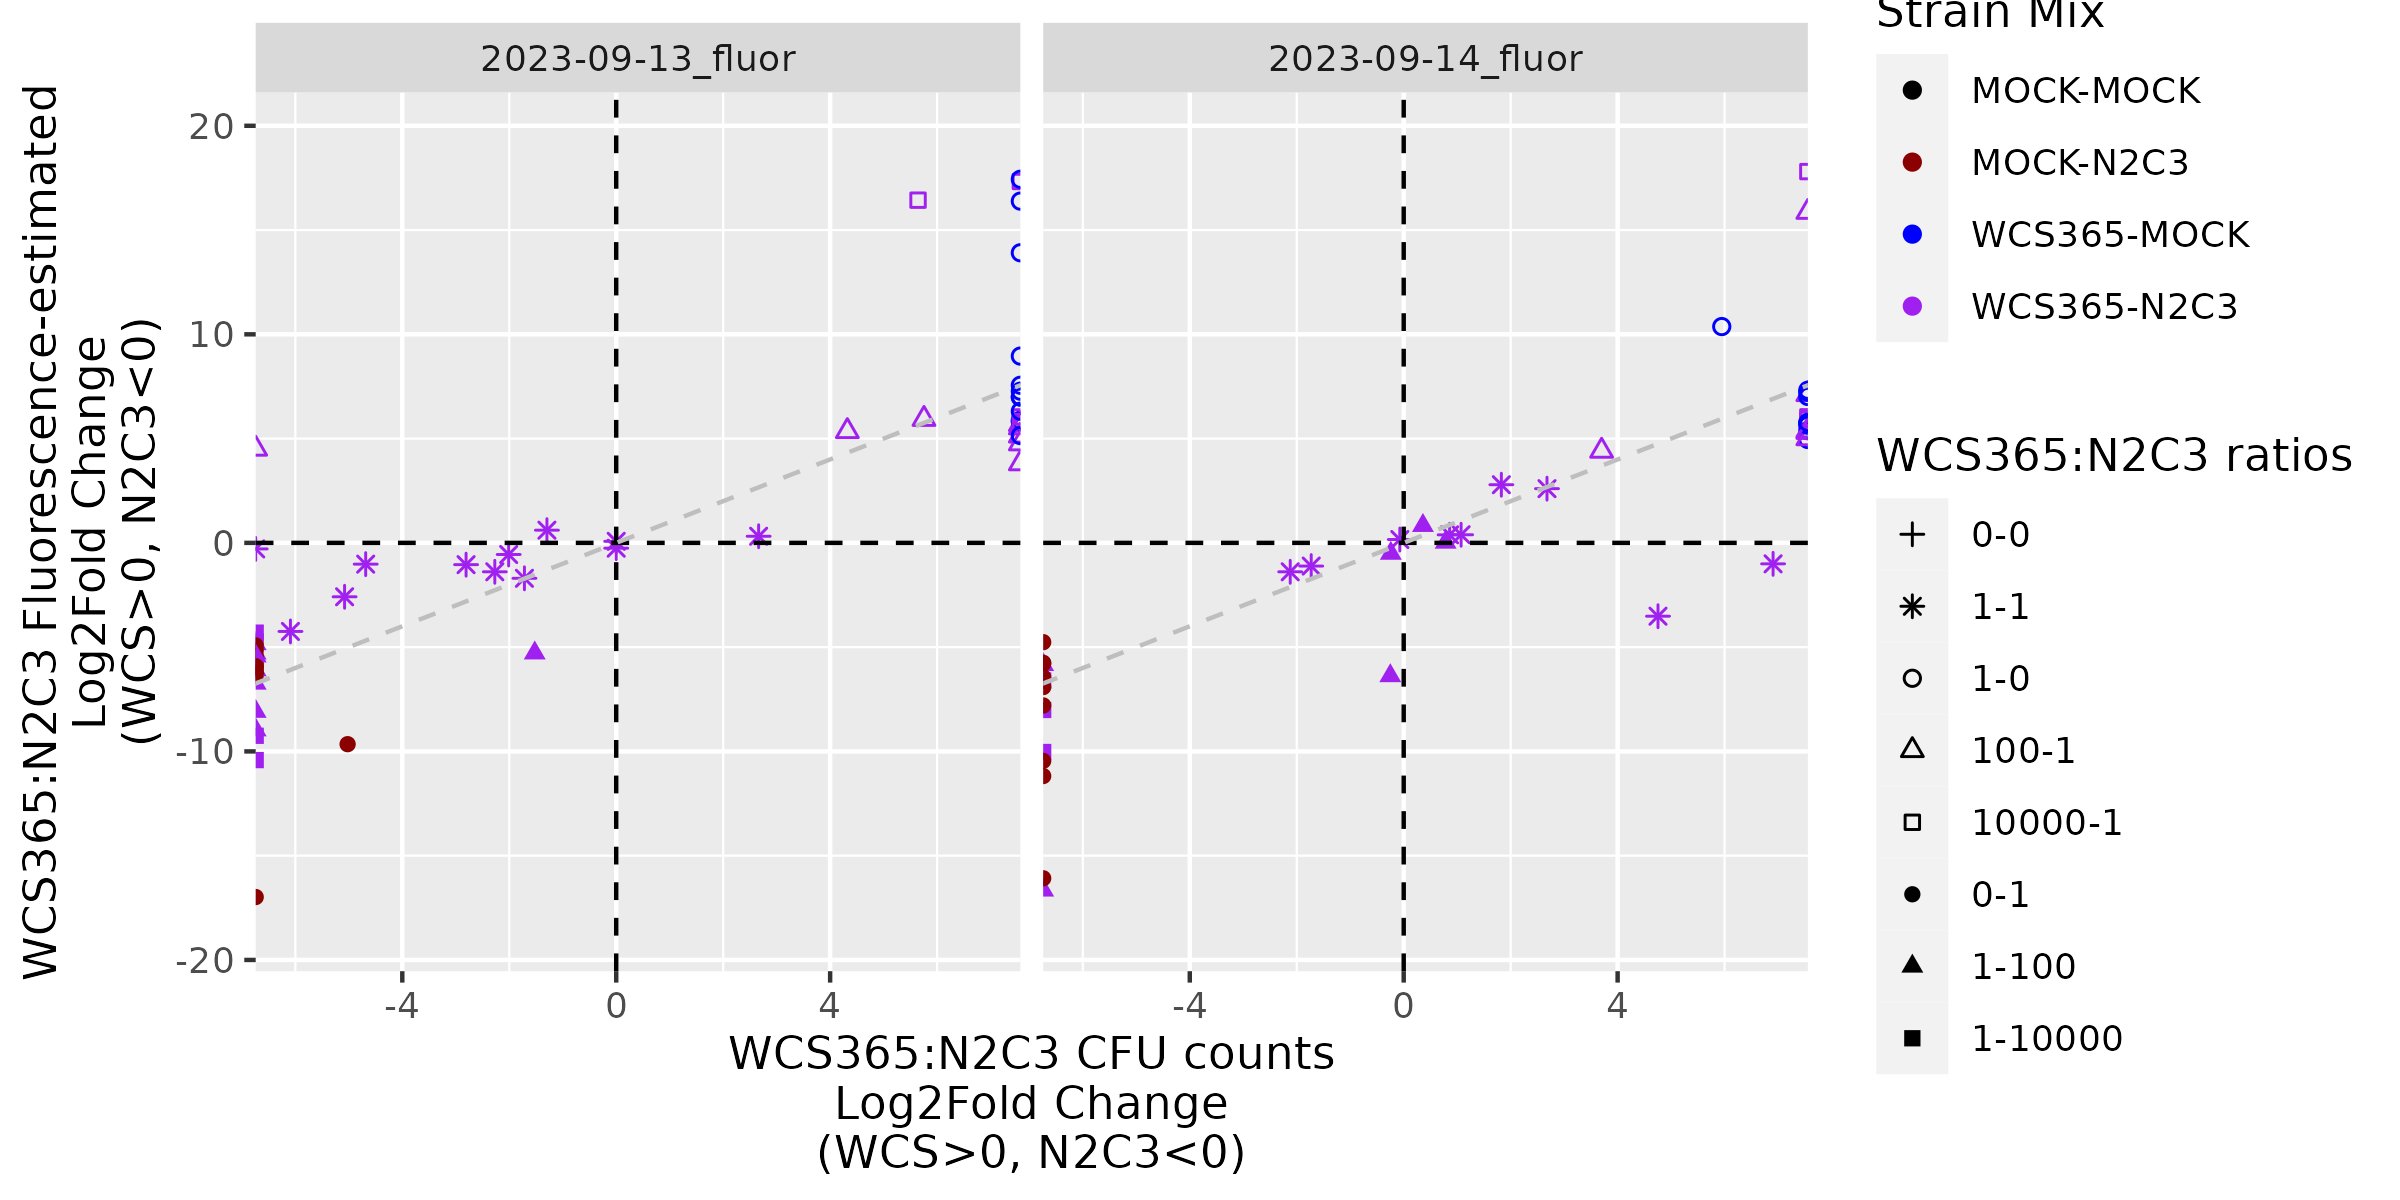 2023-09-13_fluor
2023-09-14_fluor
WCS365:N2C3 Fluorescence-estimated
Log2Fold Change
(WCS>0, N2C3<0)
20
10
0
-10
-20
-4
0
4
-4
0
4
WCS365:N2C3 CFU counts
Log2Fold Change
(WCS>0, N2C3<0)
Strain Mix
MOCK-MOCK
MOCK-N2C3
WCS365-MOCK
WCS365-N2C3
WCS365:N2C3 ratios
0-0
1-1
1-0
100-1
10000-1
0-1
1-100
1-10000